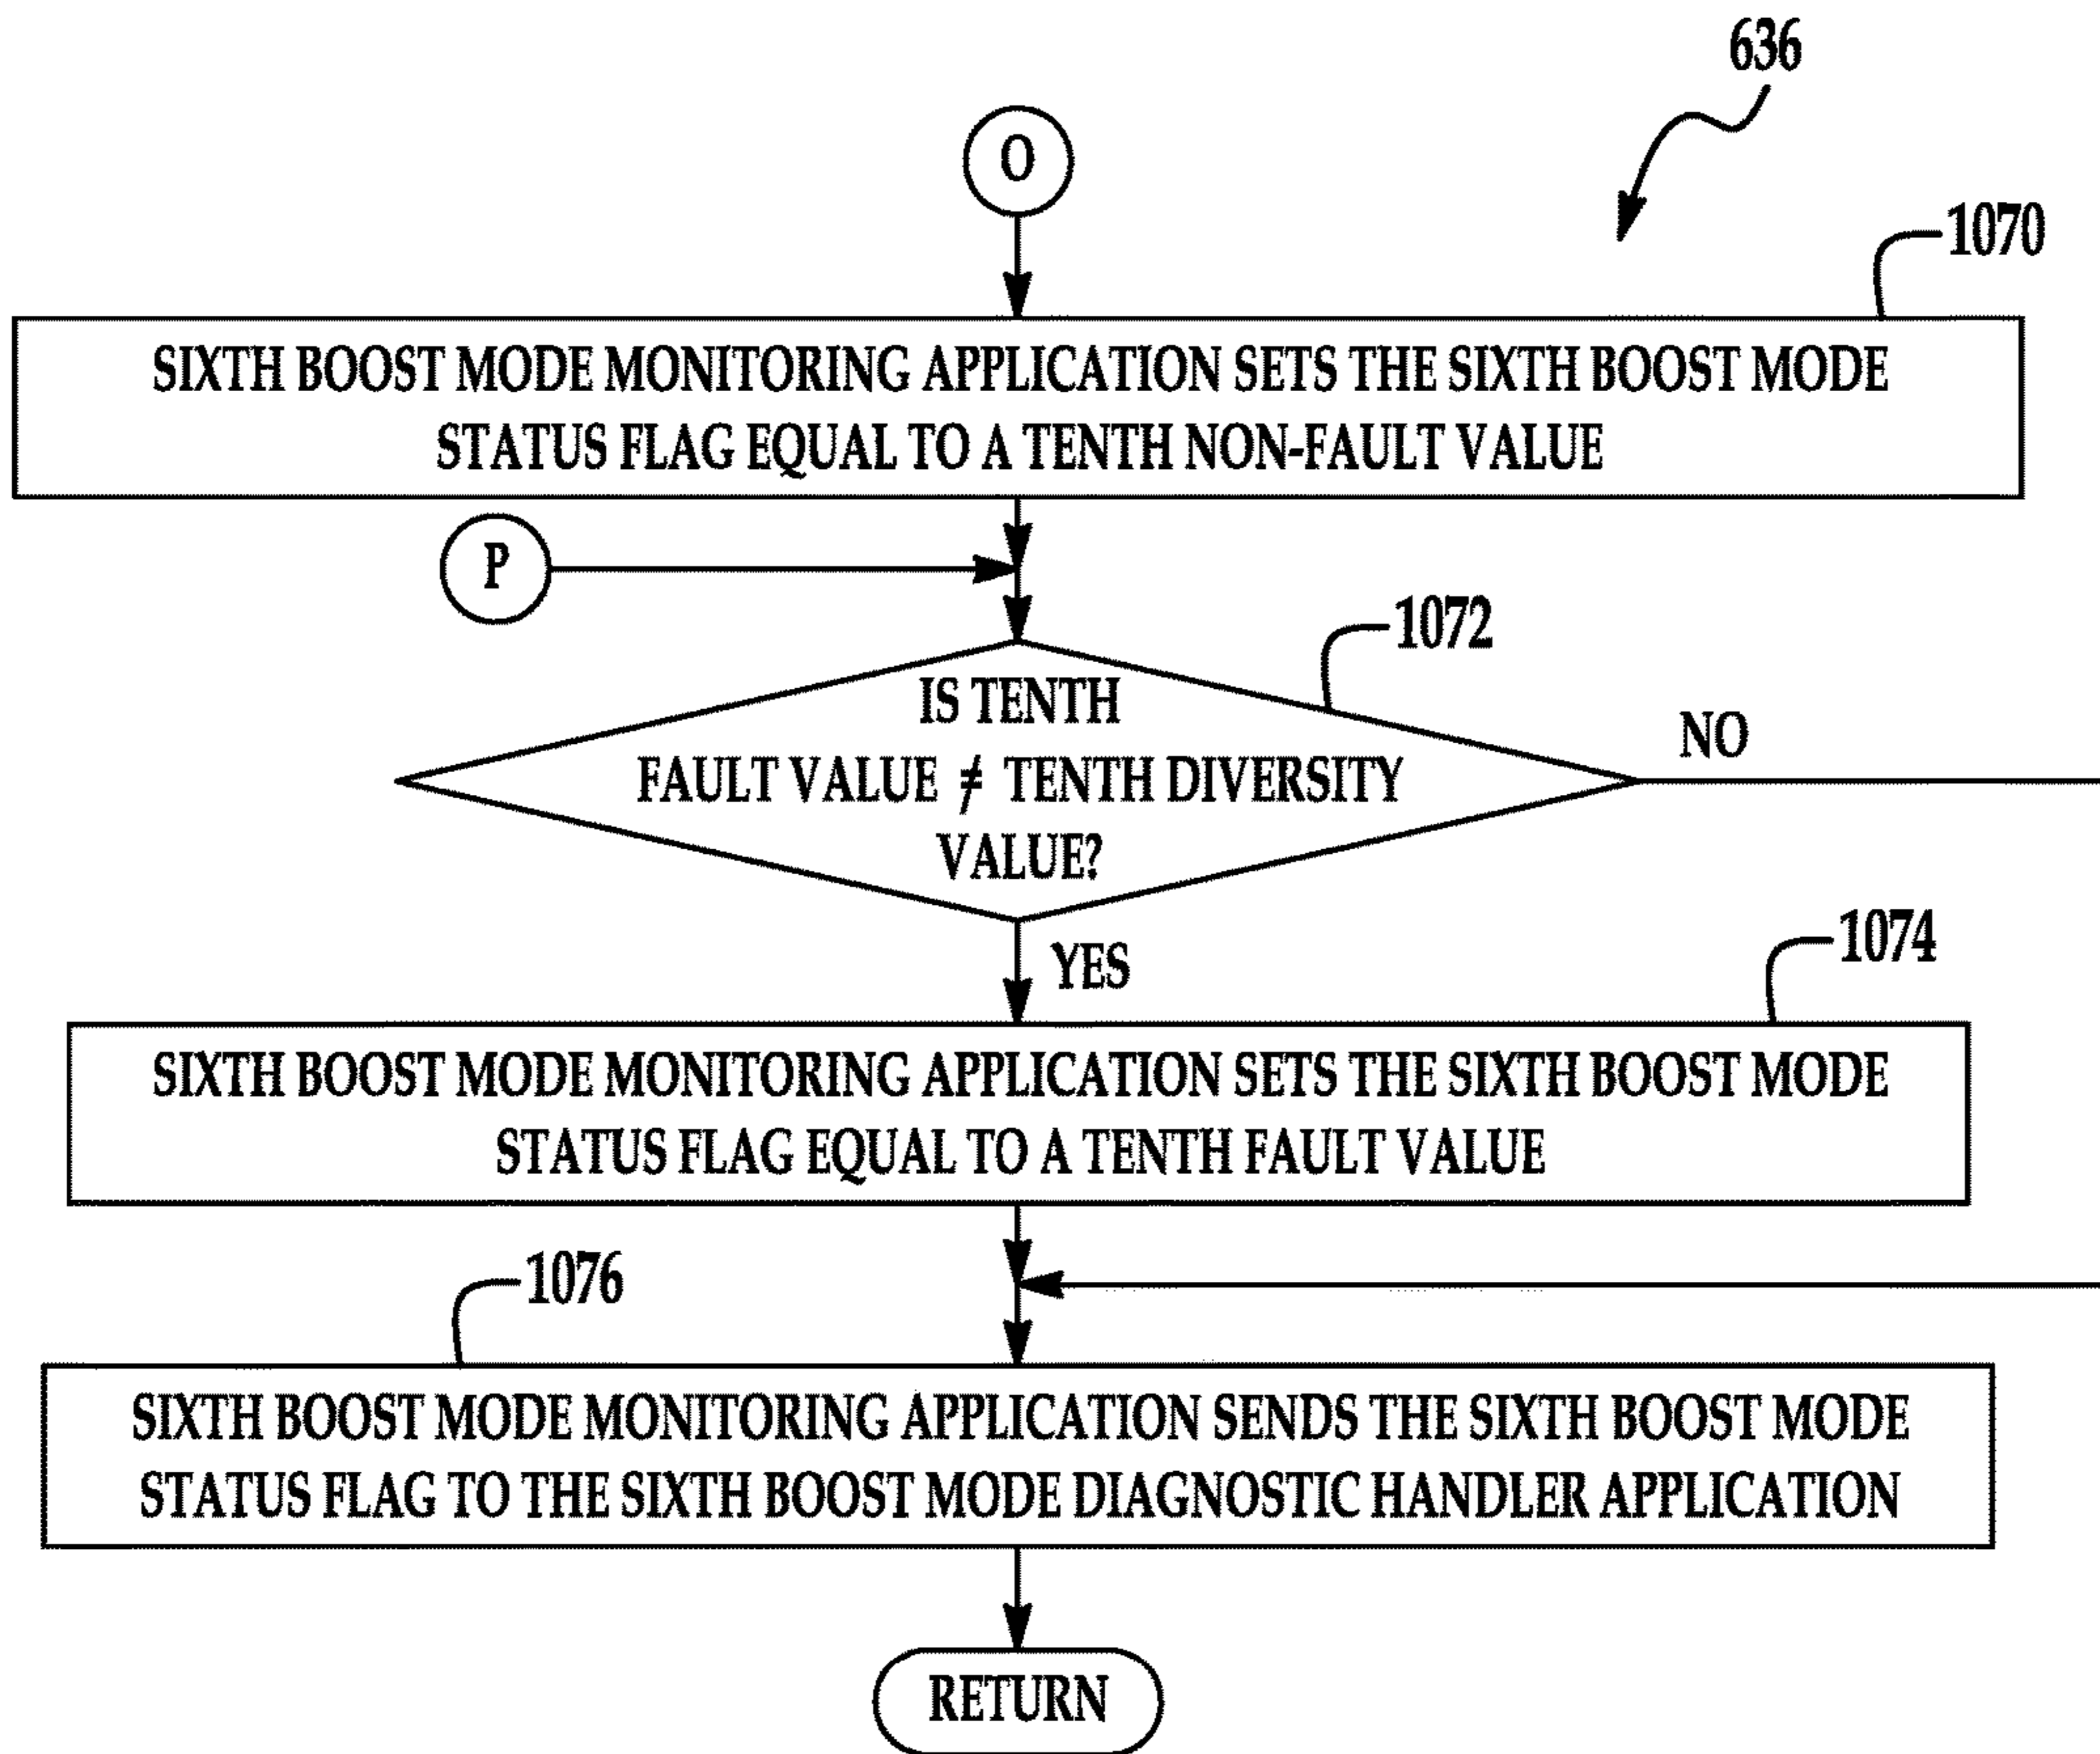 636
O
1070
SIXTH BOOST MODE MONITORING APPLICATION SETS THE SIXTH BOOST MODE
STATUS FLAG EQUAL TO A TENTH NON-FAULT VALUE
P
1072
IS TENTH
FAULT VALUE ≠ TENTH DIVERSITY
VALUE?
NO
YES
1074
SIXTH BOOST MODE MONITORING APPLICATION SETS THE SIXTH BOOST MODE
STATUS FLAG EQUAL TO A TENTH FAULT VALUE
1076
SIXTH BOOST MODE MONITORING APPLICATION SENDS THE SIXTH BOOST MODE
STATUS FLAG TO THE SIXTH BOOST MODE DIAGNOSTIC HANDLER APPLICATION
RETURN